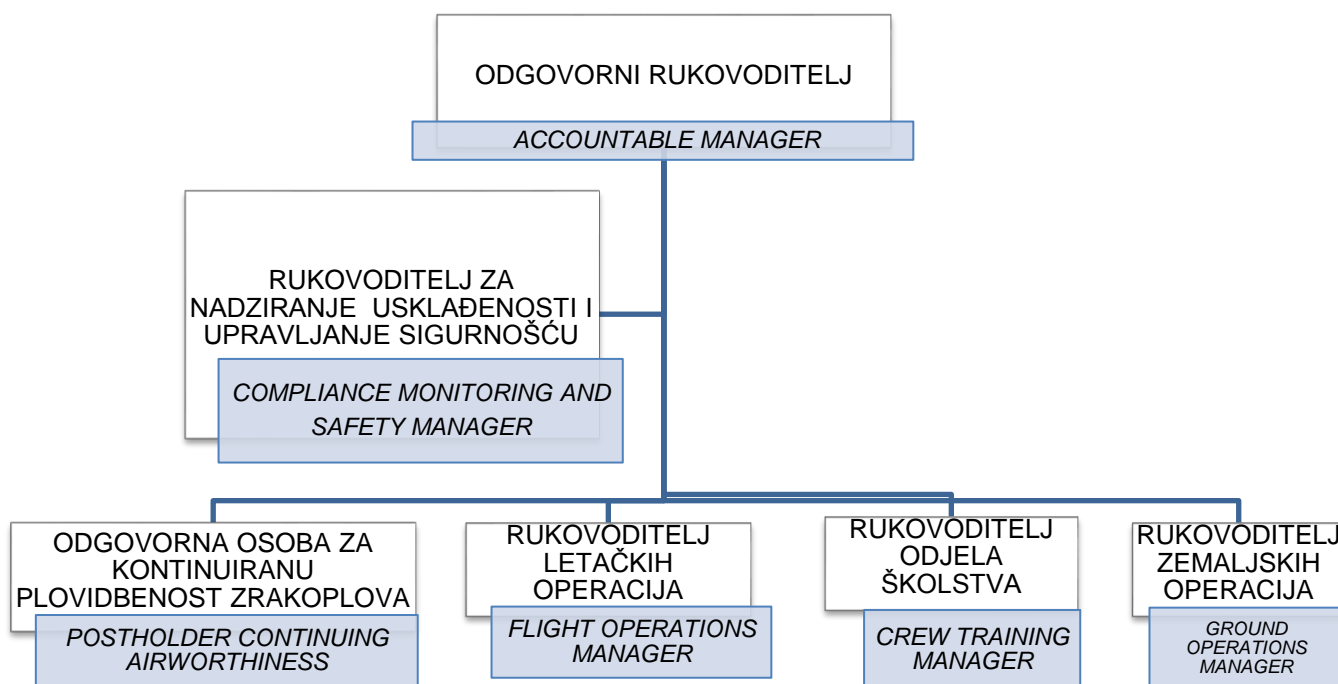 ODGOVORNI RUKOVODITELJ
ACCOUNTABLE MANAGER
RUKOVODITELJ ZA
NADZIRANJE USKLAĐENOSTI I
UPRAVLJANJE SIGURNOŠĆU
COMPLIANCE MONITORING AND
SAFETY MANAGER
ODGOVORNA OSOBA ZA
KONTINUIRANU
PLOVIDBENOST ZRAKOPLOVA
POSTHOLDER CONTINUING
AIRWORTHINESS
RUKOVODITELJ
LETAČKIH
OPERACIJA
FLIGHT OPERATIONS
MANAGER
RUKOVODITELJ
ODJELA
ŠKOLSTVA
CREW TRAINING
MANAGER
RUKOVODITELJ
ZEMALJSKIH
OPERACIJA
GROUND
OPERATIONS
MANAGER